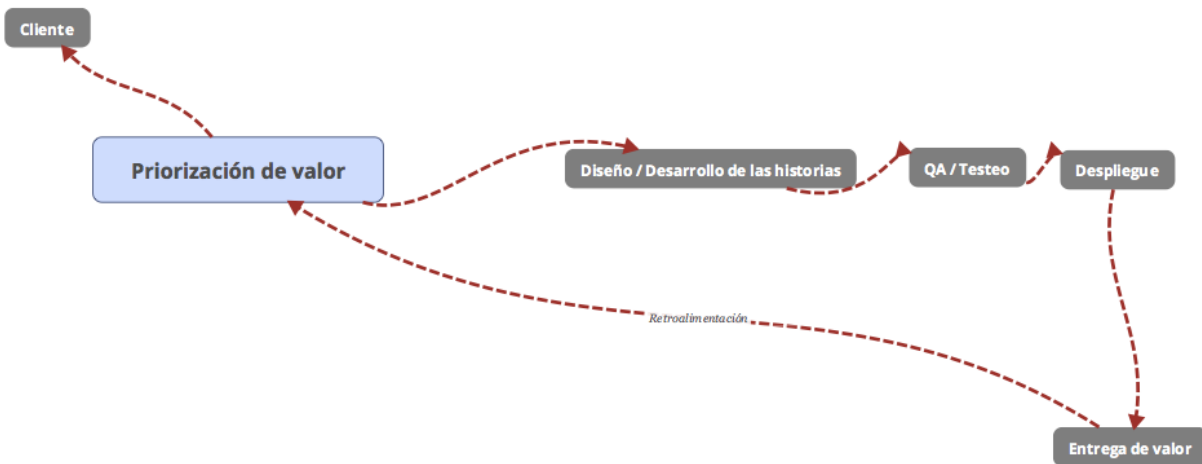 Cliente
Priorización de valor
Diseño / Desarrollo de las historias
QA / Testeo
Despliegue
Retroalimentación
Entrega de valor